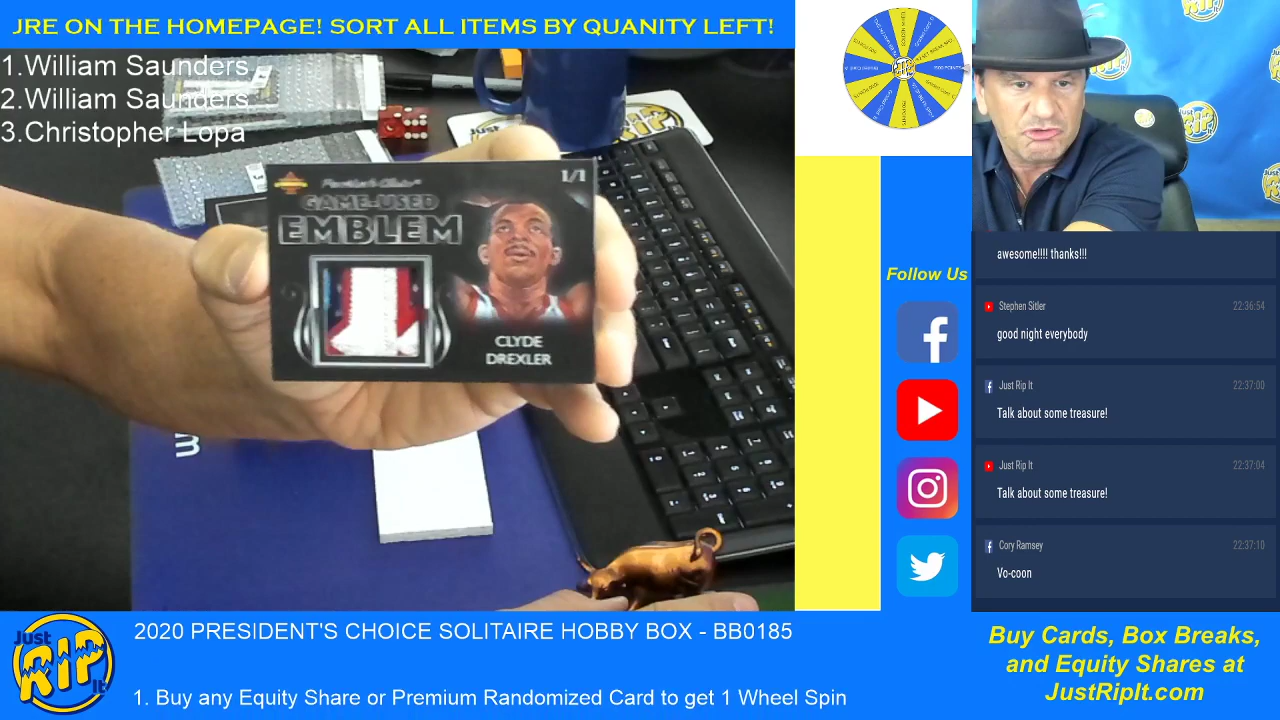 JRE ON THE HOMEPAGE! SORT ALL ITEMS BY QUANITY LEFT!
1.William Saunders
2.William Saunders
3.Christopher Lopa
1/1
GAME-USED
EMBLEM
CLYDE
DREXLER
Follow Us
awesome!!!! thanks!!!
Stephen Sitler 22:36:54
good night everybody
Just Rip It 22:37:00
Talk about some treasure!
Just Rip It 22:37:04
Talk about some treasure!
Cory Ramsey 22:37:10
Vo-coon
Just
RIP
It
2020 PRESIDENT'S CHOICE SOLITAIRE HOBBY BOX - BB0185
1. Buy any Equity Share or Premium Randomized Card to get 1 Wheel Spin
Buy Cards, Box Breaks,
and Equity Shares at
JustRipIt.com